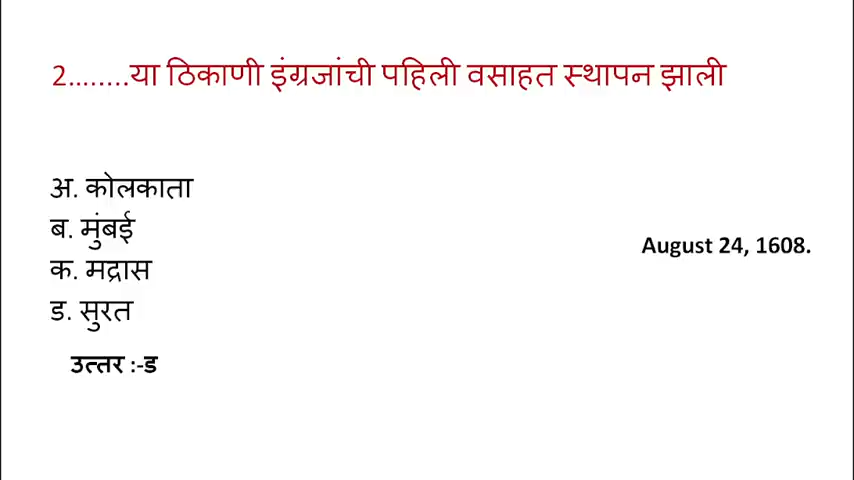 2........या ठिकाणी इंग्रजांची पहिली वसाहत स्थापन झाली
अ. कोलकाता
ब. मुंबई
August 24, 1608.
क. मद्रास
ड. सुरत
उत्तर :-ड